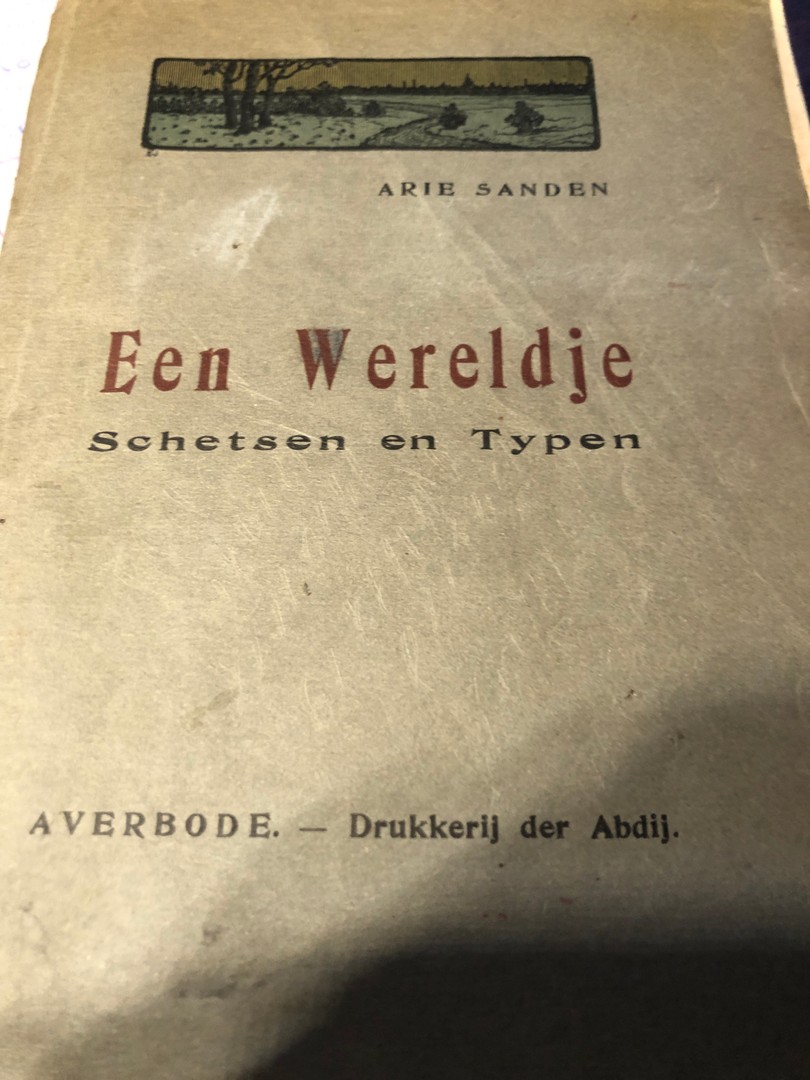 ARIE SANDEN
Een Wereldje
Schetsen en Typen
AVERBODE. — Drukkerij der Abdij.